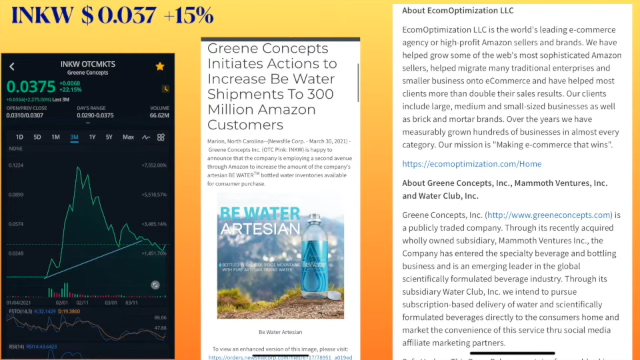 INKW $ 0.037 +15%
INKW OTCMKTS
Greene Concepts
0.0375
+0.0068
+22.15%
Last 3M
OPEN/PREV CLOSE
0.0310/0.0307
DAY'S RANGE
0.0290-0.0375
VOLUME
66.62M
1D 5D 1M 3M 1Y 5Y Max
Greene Concepts
Initiates Actions to
Increase Be Water
Shipments To 300
Million Amazon
Customers
Marion, North Carolina--(Newsfile Corp. - March 30, 2021) -
Greene Concepts, Inc. (OTC Pink: INKW) is happy to
announce that the company is employing a second avenue
through Amazon to increase the amount of the company's
artesian BE WATER™ bottled water inventories available
for consumer purchase.
BE WATER
ARTESIAN
Be Water Artesian
To view an enhanced version of this image, please visit:
About EcomOptimization LLC
EcomOptimization LLC is the world's leading e-commerce
agency or high-profit Amazon sellers and brands. We have
helped grow some of the web's most sophisticated Amazon
sellers, helped migrate many traditional enterprises and
smaller business onto eCommerce and have helped most
clients more than double their sales results. Our clients
include large, medium and small-sized businesses as well
as brick and mortar brands. Over the years we have
measurably grown hundreds of businesses in almost every
category. Our mission is "Making e-commerce that wins".
https://ecomoptimization.com/Home
About Greene Concepts, Inc., Mammoth Ventures, Inc.
and Water Club, Inc.
Greene Concepts, Inc. (http://www.greeneconcepts.com) is
a publicly traded company. Through its recently acquired
wholly owned subsidiary, Mammoth Ventures, Inc., the
Company has entered the specialty beverage and bottling
business and is an emerging leader in the global
scientifically formulated beverage industry. Through its
subsidiary Water Club, Inc. we intend to pursue
subscription-based delivery of water and scientifically
formulated beverages directly to the consumers home and
market the convenience of this service thru social media
affiliate marketing partners.